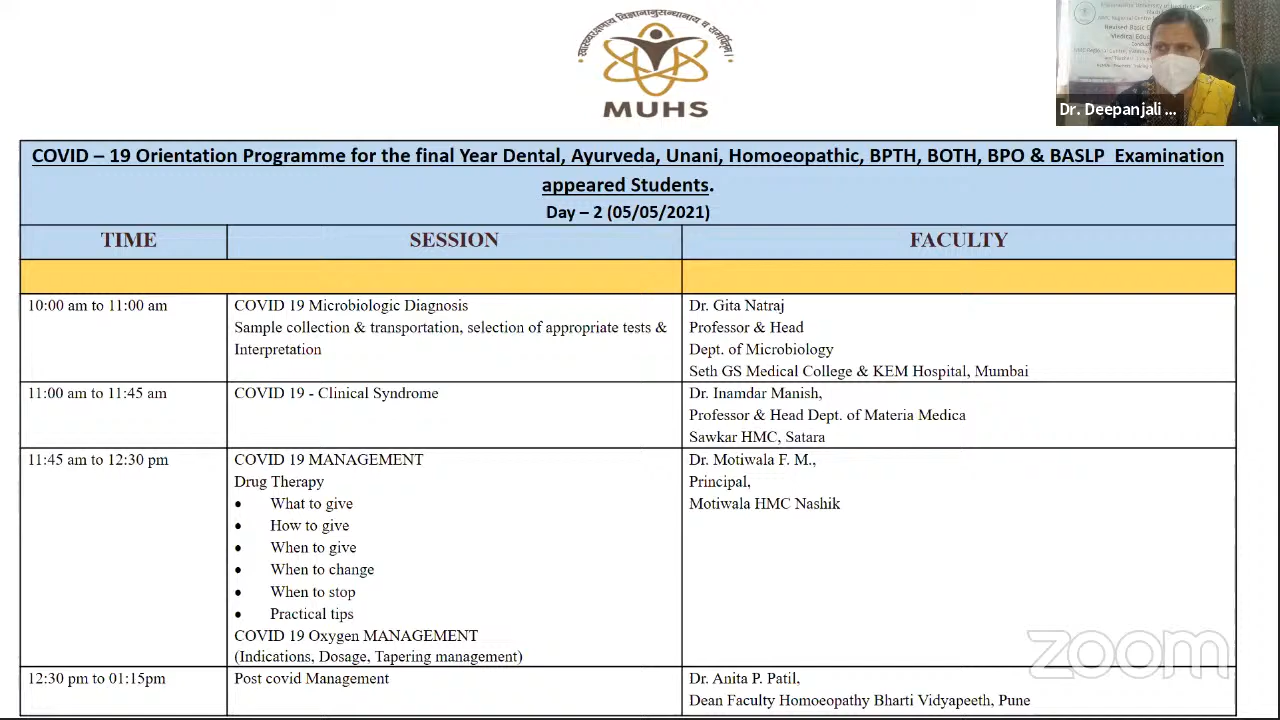 MUHS
Dr. Deepanjali ...
COVID – 19 Orientation Programme for the final Year Dental, Ayurveda, Unani, Homoeopathic, BPTH, BOTH, BPO & BASLP Examination
appeared Students.
Day – 2 (05/05/2021)
TIME SESSION FACULTY
10:00 am to 11:00 am COVID 19 Microbiologic Diagnosis Dr. Gita Natraj
Sample collection & transportation, selection of appropriate tests & Professor & Head
Interpretation Dept. of Microbiology
Seth GS Medical College & KEM Hospital, Mumbai
11:00 am to 11:45 am COVID 19 - Clinical Syndrome Dr. Inamdar Manish,
Professor & Head Dept. of Materia Medica
Sawkar HMC, Satara
11:45 am to 12:30 pm COVID 19 MANAGEMENT Dr. Motiwala F. M.,
Drug Therapy Principal,
• What to give Motiwala HMC Nashik
• How to give
• When to give
• When to change
• When to stop
• Practical tips
COVID 19 Oxygen MANAGEMENT
(Indications, Dosage, Tapering management)
zoom
12:30 pm to 01:15pm Post covid Management Dr. Anita P. Patil,
Dean Faculty Homoeopathy Bharti Vidyapeeth, Pune